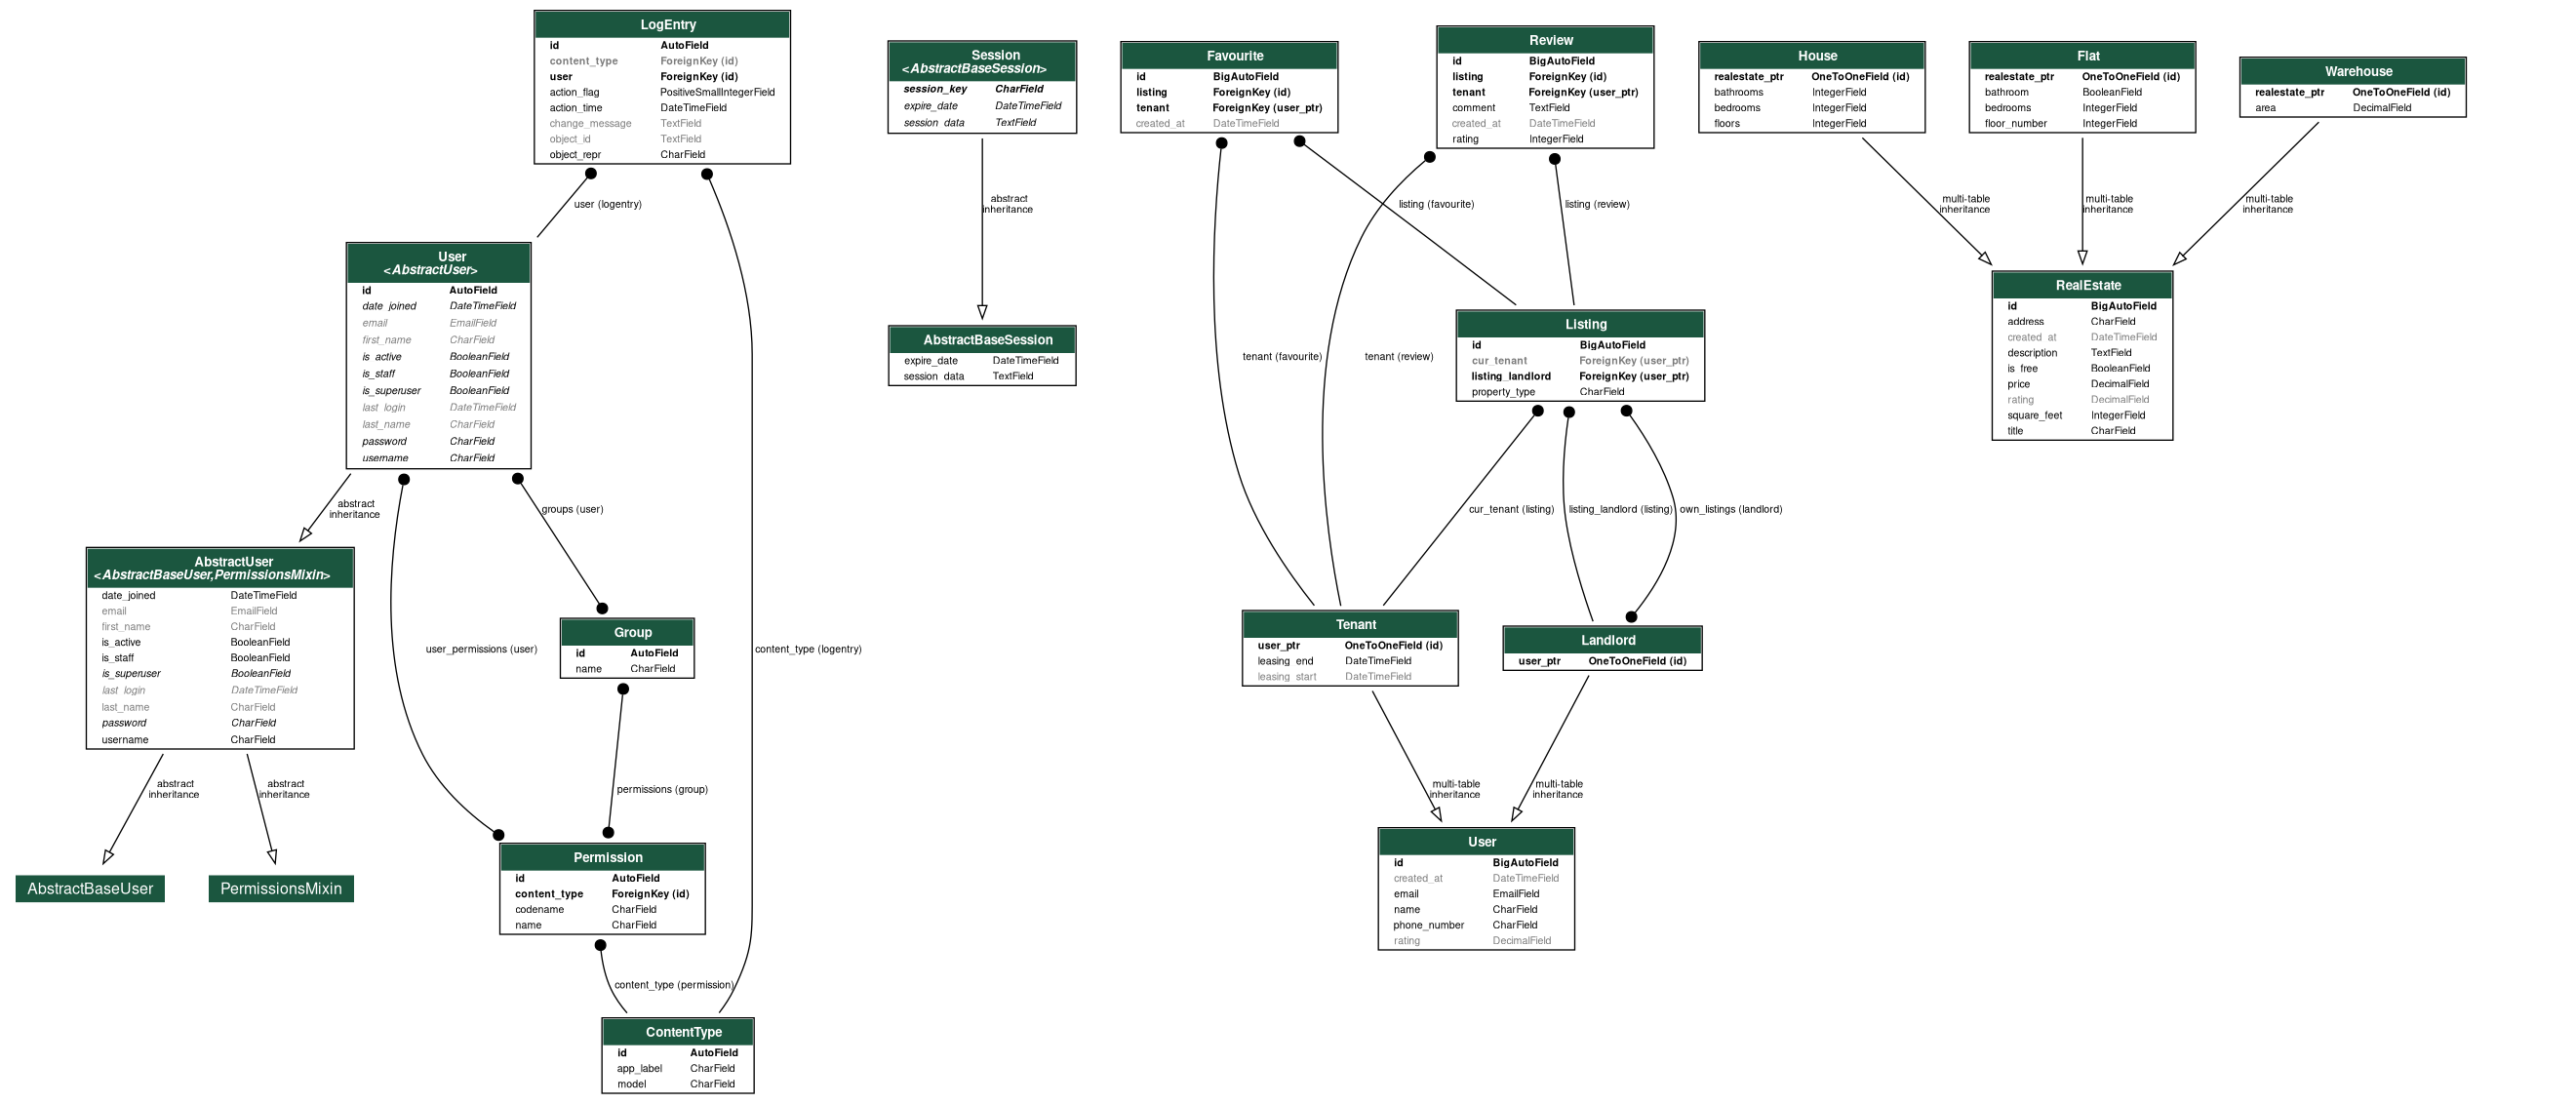 LogEntry
id AutoField
content_type ForeignKey (id)
user ForeignKey (id)
action_flag PositiveSmallIntegerField
action_time DateTimeField
change_message TextField
object_id TextField
object_repr CharField
Session
<AbstractBaseSession>
session_key CharField
expire_date DateTimeField
session_data TextField
Favourite
id BigAutoField
listing ForeignKey (id)
tenant ForeignKey (user_ptr)
created_at DateTimeField
Review
id BigAutoField
listing ForeignKey (id)
tenant ForeignKey (user_ptr)
comment TextField
created_at DateTimeField
rating IntegerField
House
realestate_ptr OneToOneField (id)
bathrooms IntegerField
bedrooms IntegerField
floors IntegerField
Flat
realestate_ptr OneToOneField (id)
bathroom BooleanField
bedrooms IntegerField
floor_number IntegerField
Warehouse
realestate_ptr OneToOneField (id)
area DecimalField
user (logentry)
abstract
inheritance
listing (favourite)
listing (review)
multi-table
inheritance
multi-table
inheritance
multi-table
inheritance
User
<AbstractUser>
id AutoField
date_joined DateTimeField
email EmailField
first_name CharField
is_active BooleanField
is_staff BooleanField
is_superuser BooleanField
last_login DateTimeField
last_name CharField
password CharField
username CharField
AbstractBaseSession
expire_date DateTimeField
session_data TextField
tenant (favourite)
tenant (review)
Listing
id BigAutoField
cur_tenant ForeignKey (user_ptr)
listing_landlord ForeignKey (user_ptr)
property_type CharField
RealEstate
id BigAutoField
address CharField
created_at DateTimeField
description TextField
is_free BooleanField
price DecimalField
rating DecimalField
square_feet IntegerField
title CharField
abstract
inheritance
groups (user)
cur_tenant (listing)
listing_landlord (listing)
own_listings (landlord)
AbstractUser
<AbstractBaseUser,PermissionsMixin>
date_joined DateTimeField
email EmailField
first_name CharField
is_active BooleanField
is_staff BooleanField
is_superuser BooleanField
last_login DateTimeField
last_name CharField
password CharField
username CharField
user_permissions (user)
Group
id AutoField
name CharField
content_type (logentry)
Tenant
user_ptr OneToOneField (id)
leasing_end DateTimeField
leasing_start DateTimeField
Landlord
user_ptr OneToOneField (id)
abstract
inheritance
abstract
inheritance
permissions (group)
multi-table
inheritance
multi-table
inheritance
AbstractBaseUser
PermissionsMixin
Permission
id AutoField
content_type ForeignKey (id)
codename CharField
name CharField
User
id BigAutoField
created_at DateTimeField
email EmailField
name CharField
phone_number CharField
rating DecimalField
content_type (permission)
ContentType
id AutoField
app_label CharField
model CharField